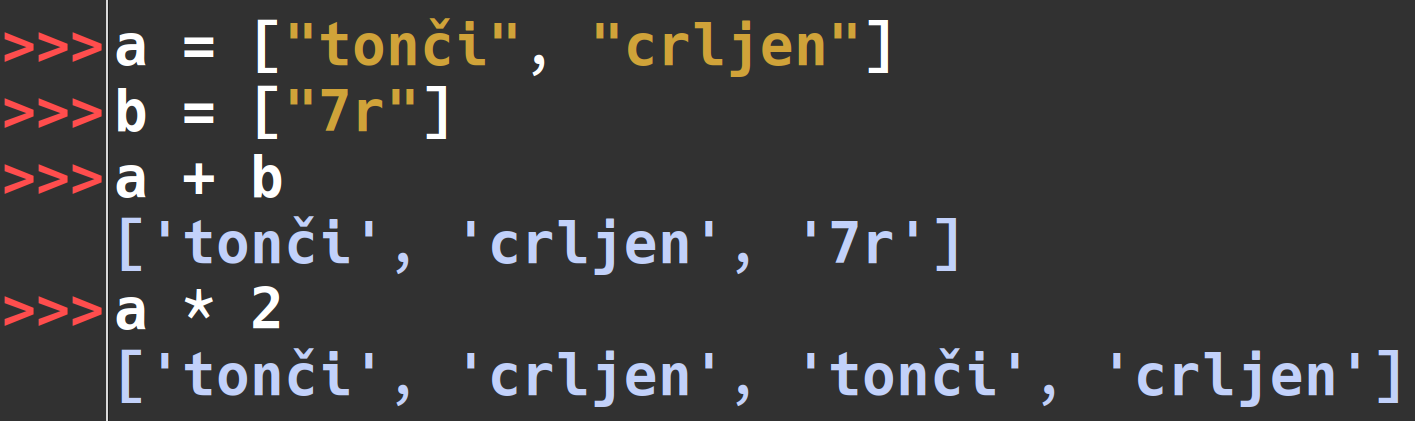 >>>a = ["tonči", "crljen"]
>>>b = ["7r"]
>>>a + b
['tonči', 'crljen', '7r']
>>>a * 2
['tonči', 'crljen', 'tonči', 'crljen']